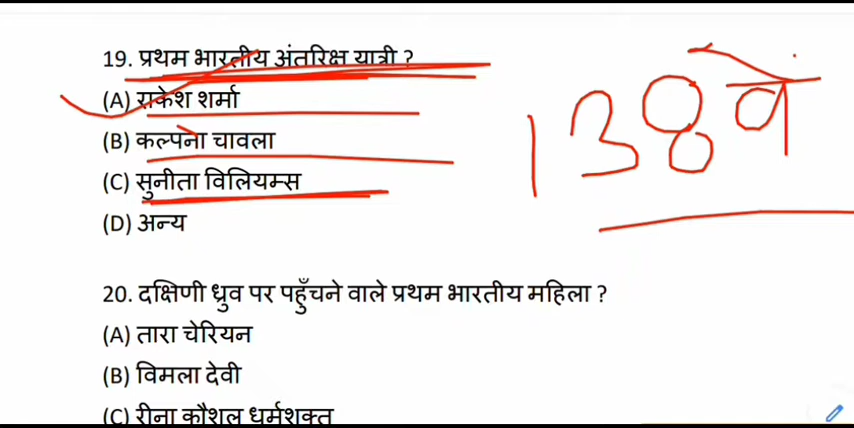 19. प्रथम भारतीय अंतरिक्ष यात्री ?
(A) राकेश शर्मा
(B) कल्पना चावला
(C) सुनीता विलियम्स
(D) अन्य
138वें
20. दक्षिणी ध्रुव पर पहुँचने वाले प्रथम भारतीय महिला ?
(A) तारा चेरियन
(B) विमला देवी
(C) रीना कौशल धर्मशक्त